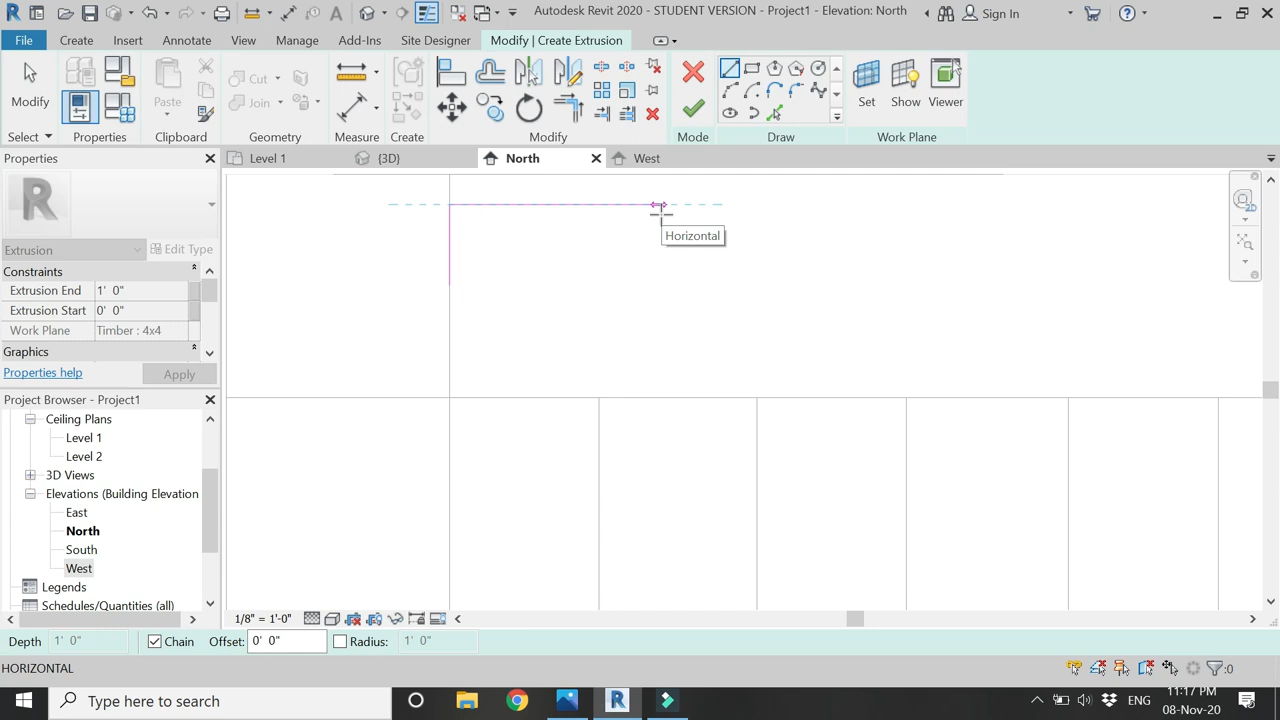 Autodesk Revit 2020 - STUDENT VERSION - Project1 - Elevation: North
Sign In
File
Create
Insert
Annotate
View
Manage
Add-Ins
Site Designer
Modify | Create Extrusion
Modify
Paste
Cut
Join
Set
Show
Viewer
Select
Properties
Clipboard
Geometry
Measure
Create
Modify
Mode
Draw
Work Plane
Properties
Level 1
{3D}
North
West
Extrusion
Edit Type
Constraints
Extrusion End 1' 0"
Extrusion Start 0' 0"
Work Plane Timber : 4x4
Graphics
Properties help
Apply
Horizontal
Project Browser - Project1
Ceiling Plans
Level 1
Level 2
3D Views
Elevations (Building Elevation
East
North
South
West
Legends
Schedules/Quantities (all)
1/8" = 1'-0"
Depth 1' 0" Chain Offset: 0' 0" Radius: 1' 0"
HORIZONTAL
:0
Type here to search
ENG
11:17 PM
08-Nov-20